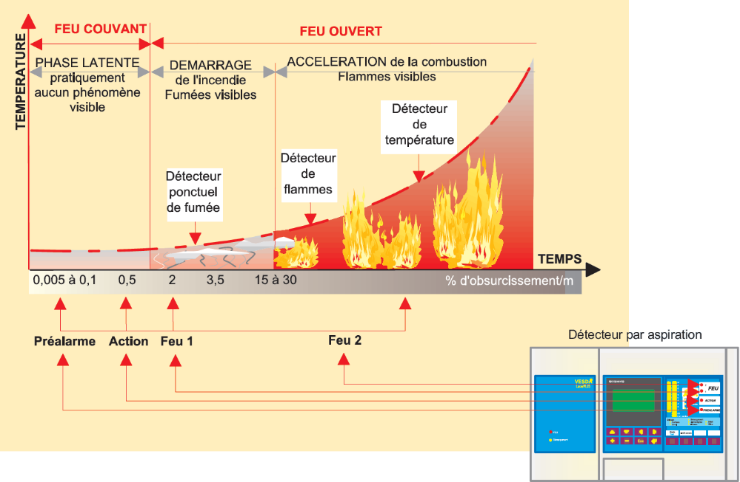 FEU COUVANT
FEU OUVERT
TEMPERATURE
PHASE LATENTE
pratiquement
aucun phénomène
visible
DEMARRAGE
de l'incendie
Fumées visibles
ACCELERATION de la combustion
Flammes visibles
Détecteur
de
température
Détecteur
de
flammes
Détecteur
ponctuel
de fumée
TEMPS
0,005 à 0,1
0,5
2
3,5
15 à 30
% d'obsurcissement/m
Préalarme
Action
Feu 1
Feu 2
Détecteur par aspiration
VESDA
FEU
ACTION
PREALARME